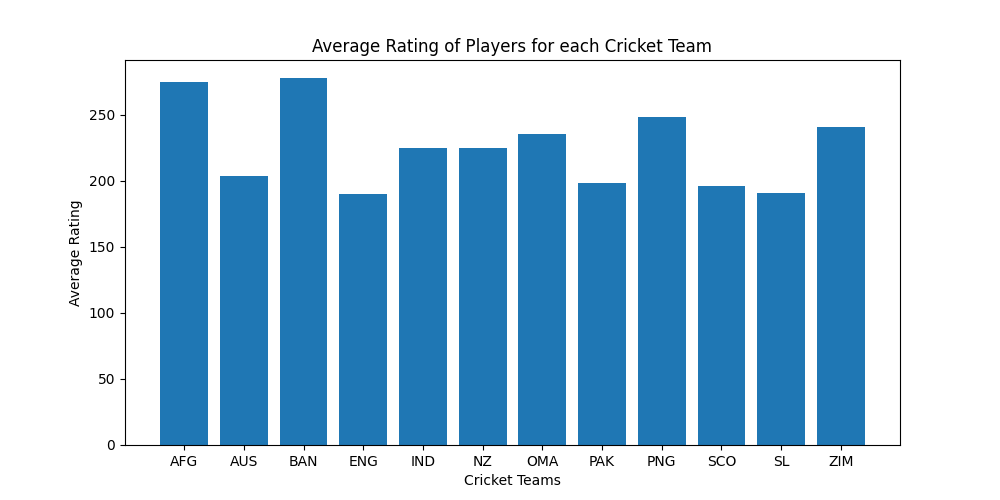 Average Rating of Players for each Cricket Team
Average Rating
250
200
150
100
50
0
AFG AUS BAN ENG IND NZ OMA PAK PNG SCO SL ZIM
Cricket Teams